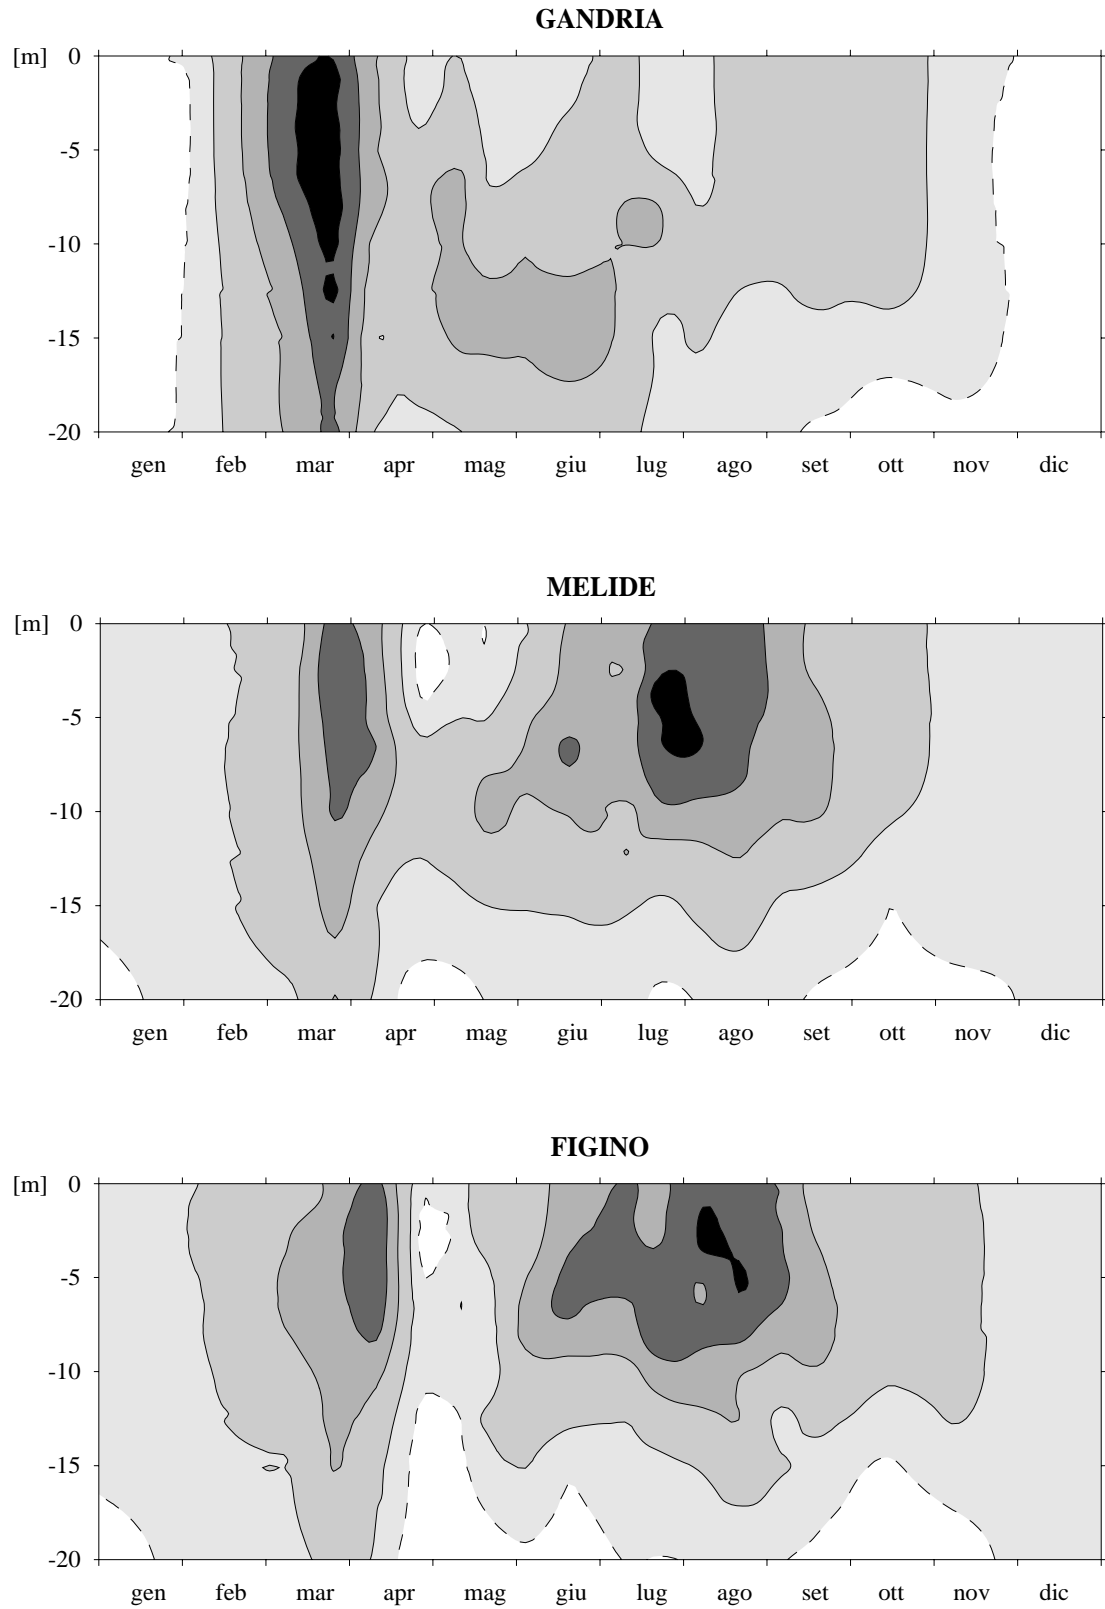 GANDRIA
[m] 0
-5
-10
-15
-20
gen feb mar apr mag giu lug ago set ott nov dic
MELIDE
[m] 0
-5
-10
-15
-20
gen feb mar apr mag giu lug ago set ott nov dic
FIGINO
[m] 0
-5
-10
-15
-20
gen feb mar apr mag giu lug ago set ott nov dic